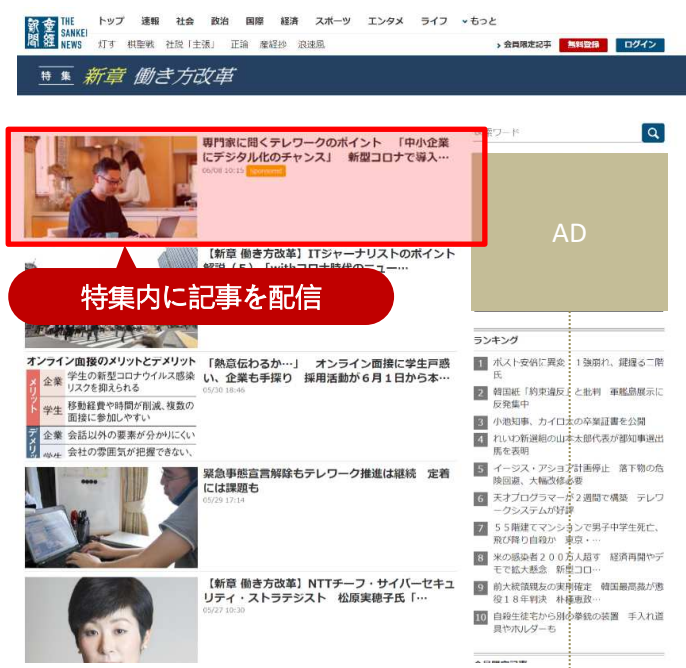 産経新聞
THE SANKEI NEWS
トップ 速報 社会 政治 国際 経済 スポーツ エンタメ ライフ もっと
灯す 棋聖戦 社説「主張」 正論 産経抄 浪速風
会員限定記事 無料登録 ログイン
特集 新章 働き方改革
専門家に聞くテレワークのポイント 「中小企業
にデジタル化のチャンス」 新型コロナで導入…
06/08 10:15 Sponsored
ワード
AD
【新章 働き方改革】ITジャーナリストのポイント
解説（5）「withコロナ時代のニュー…
特集内に記事を配信
オンライン面接のメリットとデメリット
メリット
企業 学生の新型コロナウイルス感染
リスクを抑えられる
学生 移動経費や時間が削減、複数の
面接に参加しやすい
デメリ
企業 会話以外の要素が分かりにくい
学生 会社の雰囲気が把握できない、
「熱意伝わるか…」 オンライン面接に学生戸惑
い、企業も手探り 採用活動が６月１日から本…
05/30 18:46
緊急事態宣言解除もテレワーク推進は継続 定着
には課題も
05/29 17:14
【新章 働き方改革】NTTチーフ・サイバーセキュ
リティ・ストラテジスト 松原実穂子氏「…
05/27 10:30
ランキング
1 ポスト安倍に異変 １強崩れ、鍵握る二階
氏
2 韓国紙「約束違反」と批判 軍艦島展示に
反発集中
3 小池知事、カイロ大の卒業証書を公開
4 れいわ新選組の山本太郎代表が都知事選出
馬を表明
5 イージス・アショア計画停止 落下物の危
険回避、大幅改修必要
6 天才プログラマーが２週間で構築 テレワ
ークシステムが好評
7 ５５階建てマンションで男子中学生死亡、
飛び降り自殺か 東京・…
8 米の感染者２００万人超す 経済再開やデ
モで拡大懸念 新型コロ…
9 前大統領親友の実刑確定 韓国最高裁が懲
役１８年判決 朴槿恵政…
10 自殺生徒宅から別の拳銃の装置 手入れ道
具やホルダーも